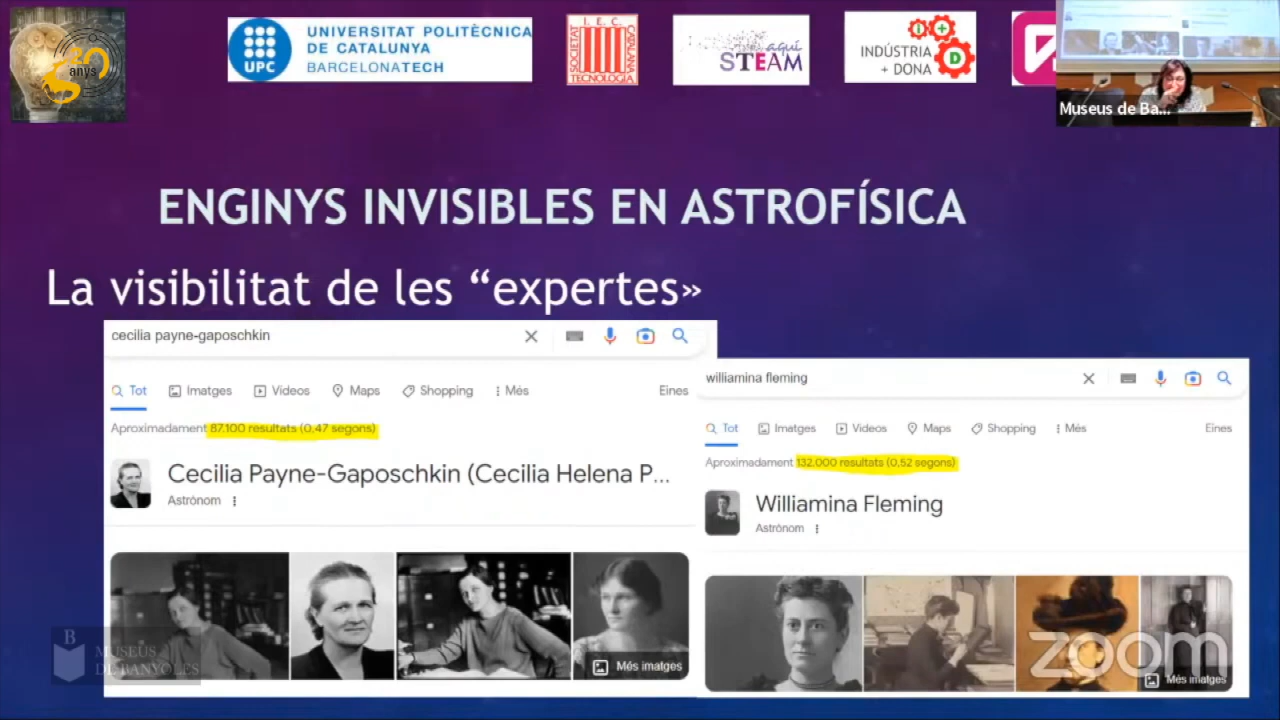 20
anys
UPC
UNIVERSITAT POLITÈCNICA
DE CATALUNYA
BARCELONATECH
I. E. C.
SOCIETAT CATALANA TECNOLOGIA
aquí
STEAM
INDÚSTRIA
+ DONA
i + D
Museus de Ba...
ENGINYS INVISIBLES EN ASTROFÍSICA
La visibilitat de les “expertes»
cecilia payne-gaposchkin
Tot Imatges Vídeos Maps Shopping Més Eines
Aproximadament 87.100 resultats (0,47 segons)
Cecilia Payne-Gaposchkin (Cecilia Helena P...
Astrònom
Més imatges
williamina fleming
Tot Imatges Vídeos Maps Shopping Més Eines
Aproximadament 132.000 resultats (0,52 segons)
Williamina Fleming
Astrònom
Més imatges
B
MUSEUS
DE BANYOLES
zoom